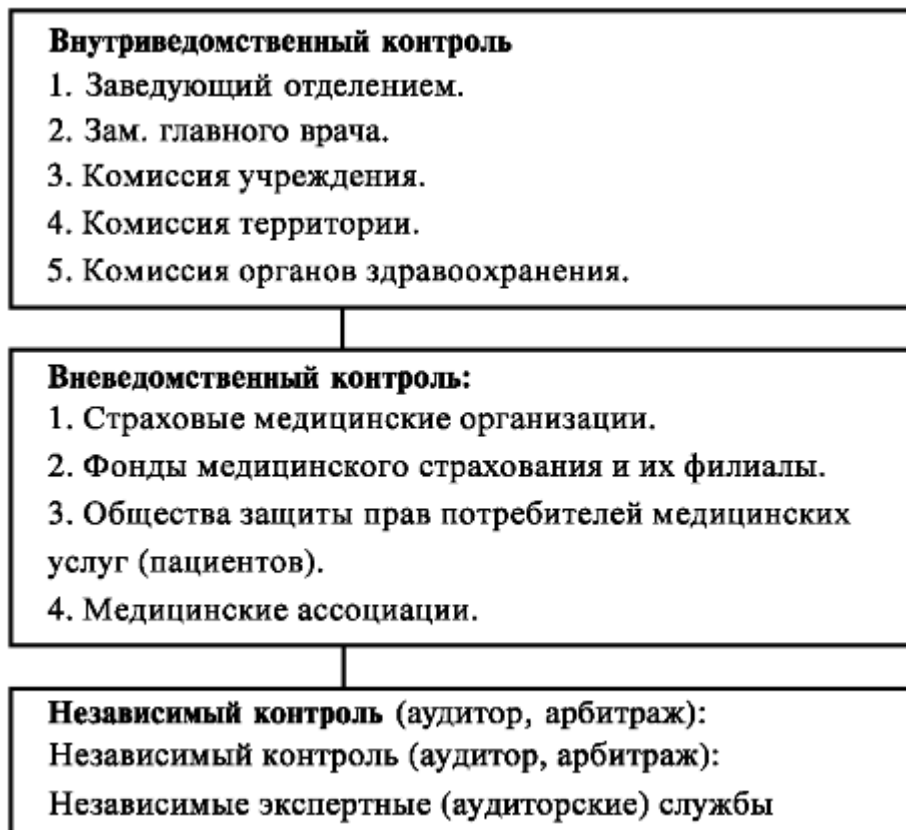 Внутриведомственный контроль
1. Заведующий отделением.
2. Зам. главного врача.
3. Комиссия учреждения.
4. Комиссия территории.
5. Комиссия органов здравоохранения.
Вневедомственный контроль:
1. Страховые медицинские организации.
2. Фонды медицинского страхования и их филиалы.
3. Общества защиты прав потребителей медицинских
услуг (пациентов).
4. Медицинские ассоциации.
Независимый контроль (аудитор, арбитраж):
Независимый контроль (аудитор, арбитраж):
Независимые экспертные (аудиторские) службы